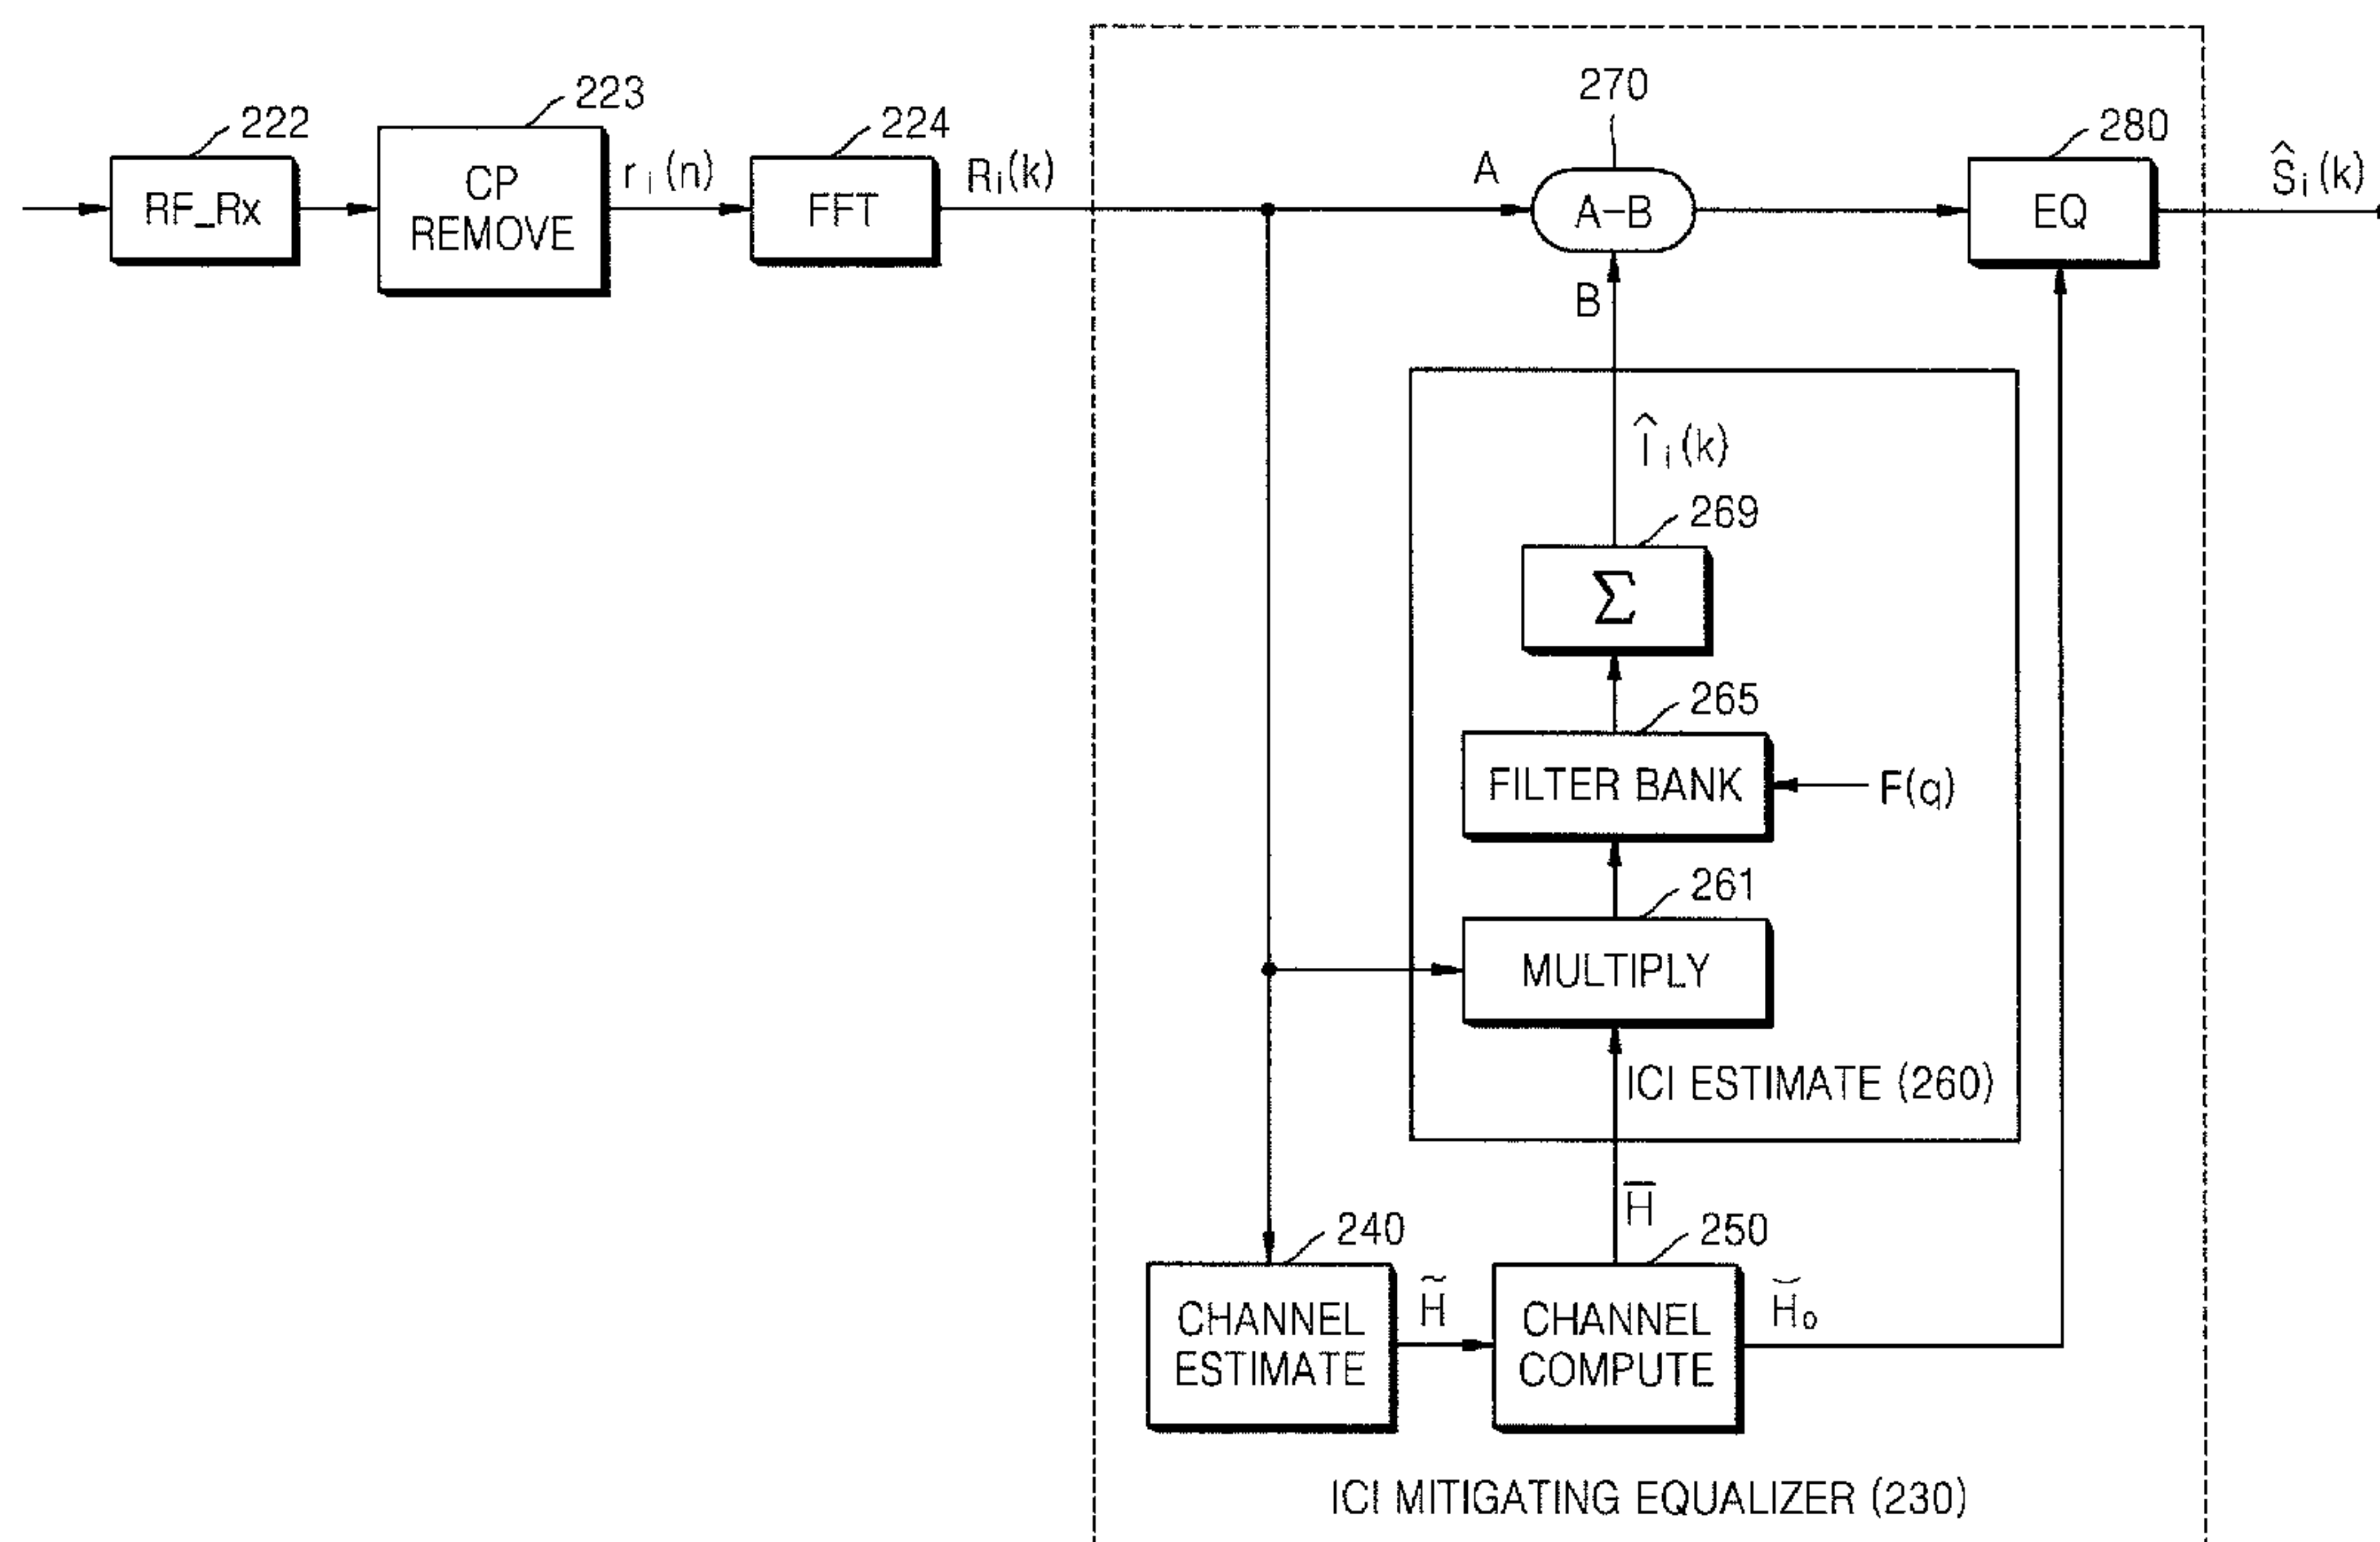 222
RF_Rx
223
CP
REMOVE
r i (n)
224
FFT
Ri(k)
A
270
A-B
B
280
EQ
Ŝi(k)
Î i (k)
269
Σ
265
FILTER BANK
F(q)
261
MULTIPLY
ICI ESTIMATE (260)
H̅
240
CHANNEL
ESTIMATE
H̃
250
CHANNEL
COMPUTE
H̆o
ICI MITIGATING EQUALIZER (230)